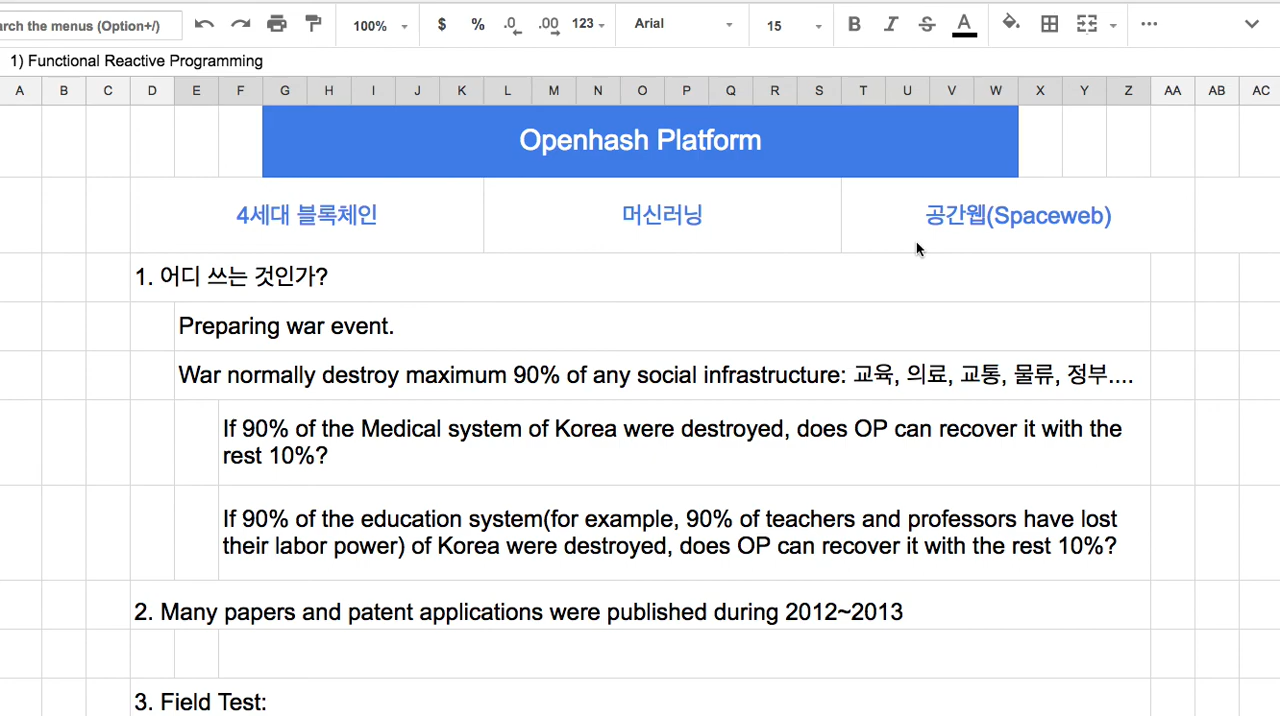 rch the menus (Option+/)
100%
$ % .0 .00 123
Arial
15
B I S A
1) Functional Reactive Programming
A B C D E F G H I J K L M N O P Q R S T U V W X Y Z AA AB AC
Openhash Platform
4세대 블록체인
머신러닝
공간웹(Spaceweb)
1. 어디 쓰는 것인가?
Preparing war event.
War normally destroy maximum 90% of any social infrastructure: 교육, 의료, 교통, 물류, 정부....
If 90% of the Medical system of Korea were destroyed, does OP can recover it with the
rest 10%?
If 90% of the education system(for example, 90% of teachers and professors have lost
their labor power) of Korea were destroyed, does OP can recover it with the rest 10%?
2. Many papers and patent applications were published during 2012~2013
3. Field Test: